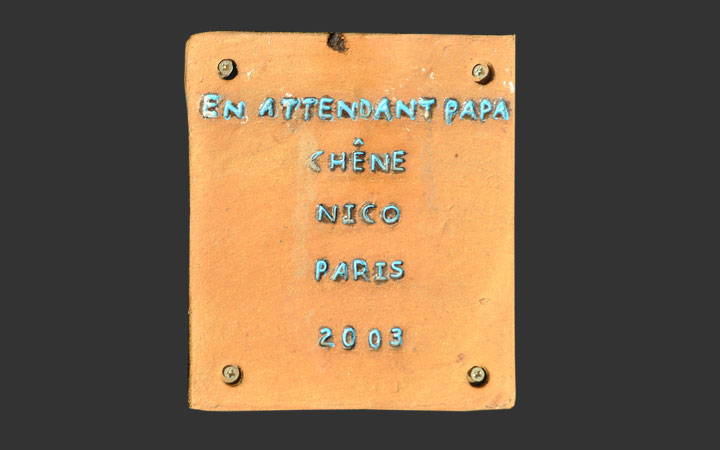 EN ATTENDANT PAPA
CHÊNE
NICO
PARIS
2003